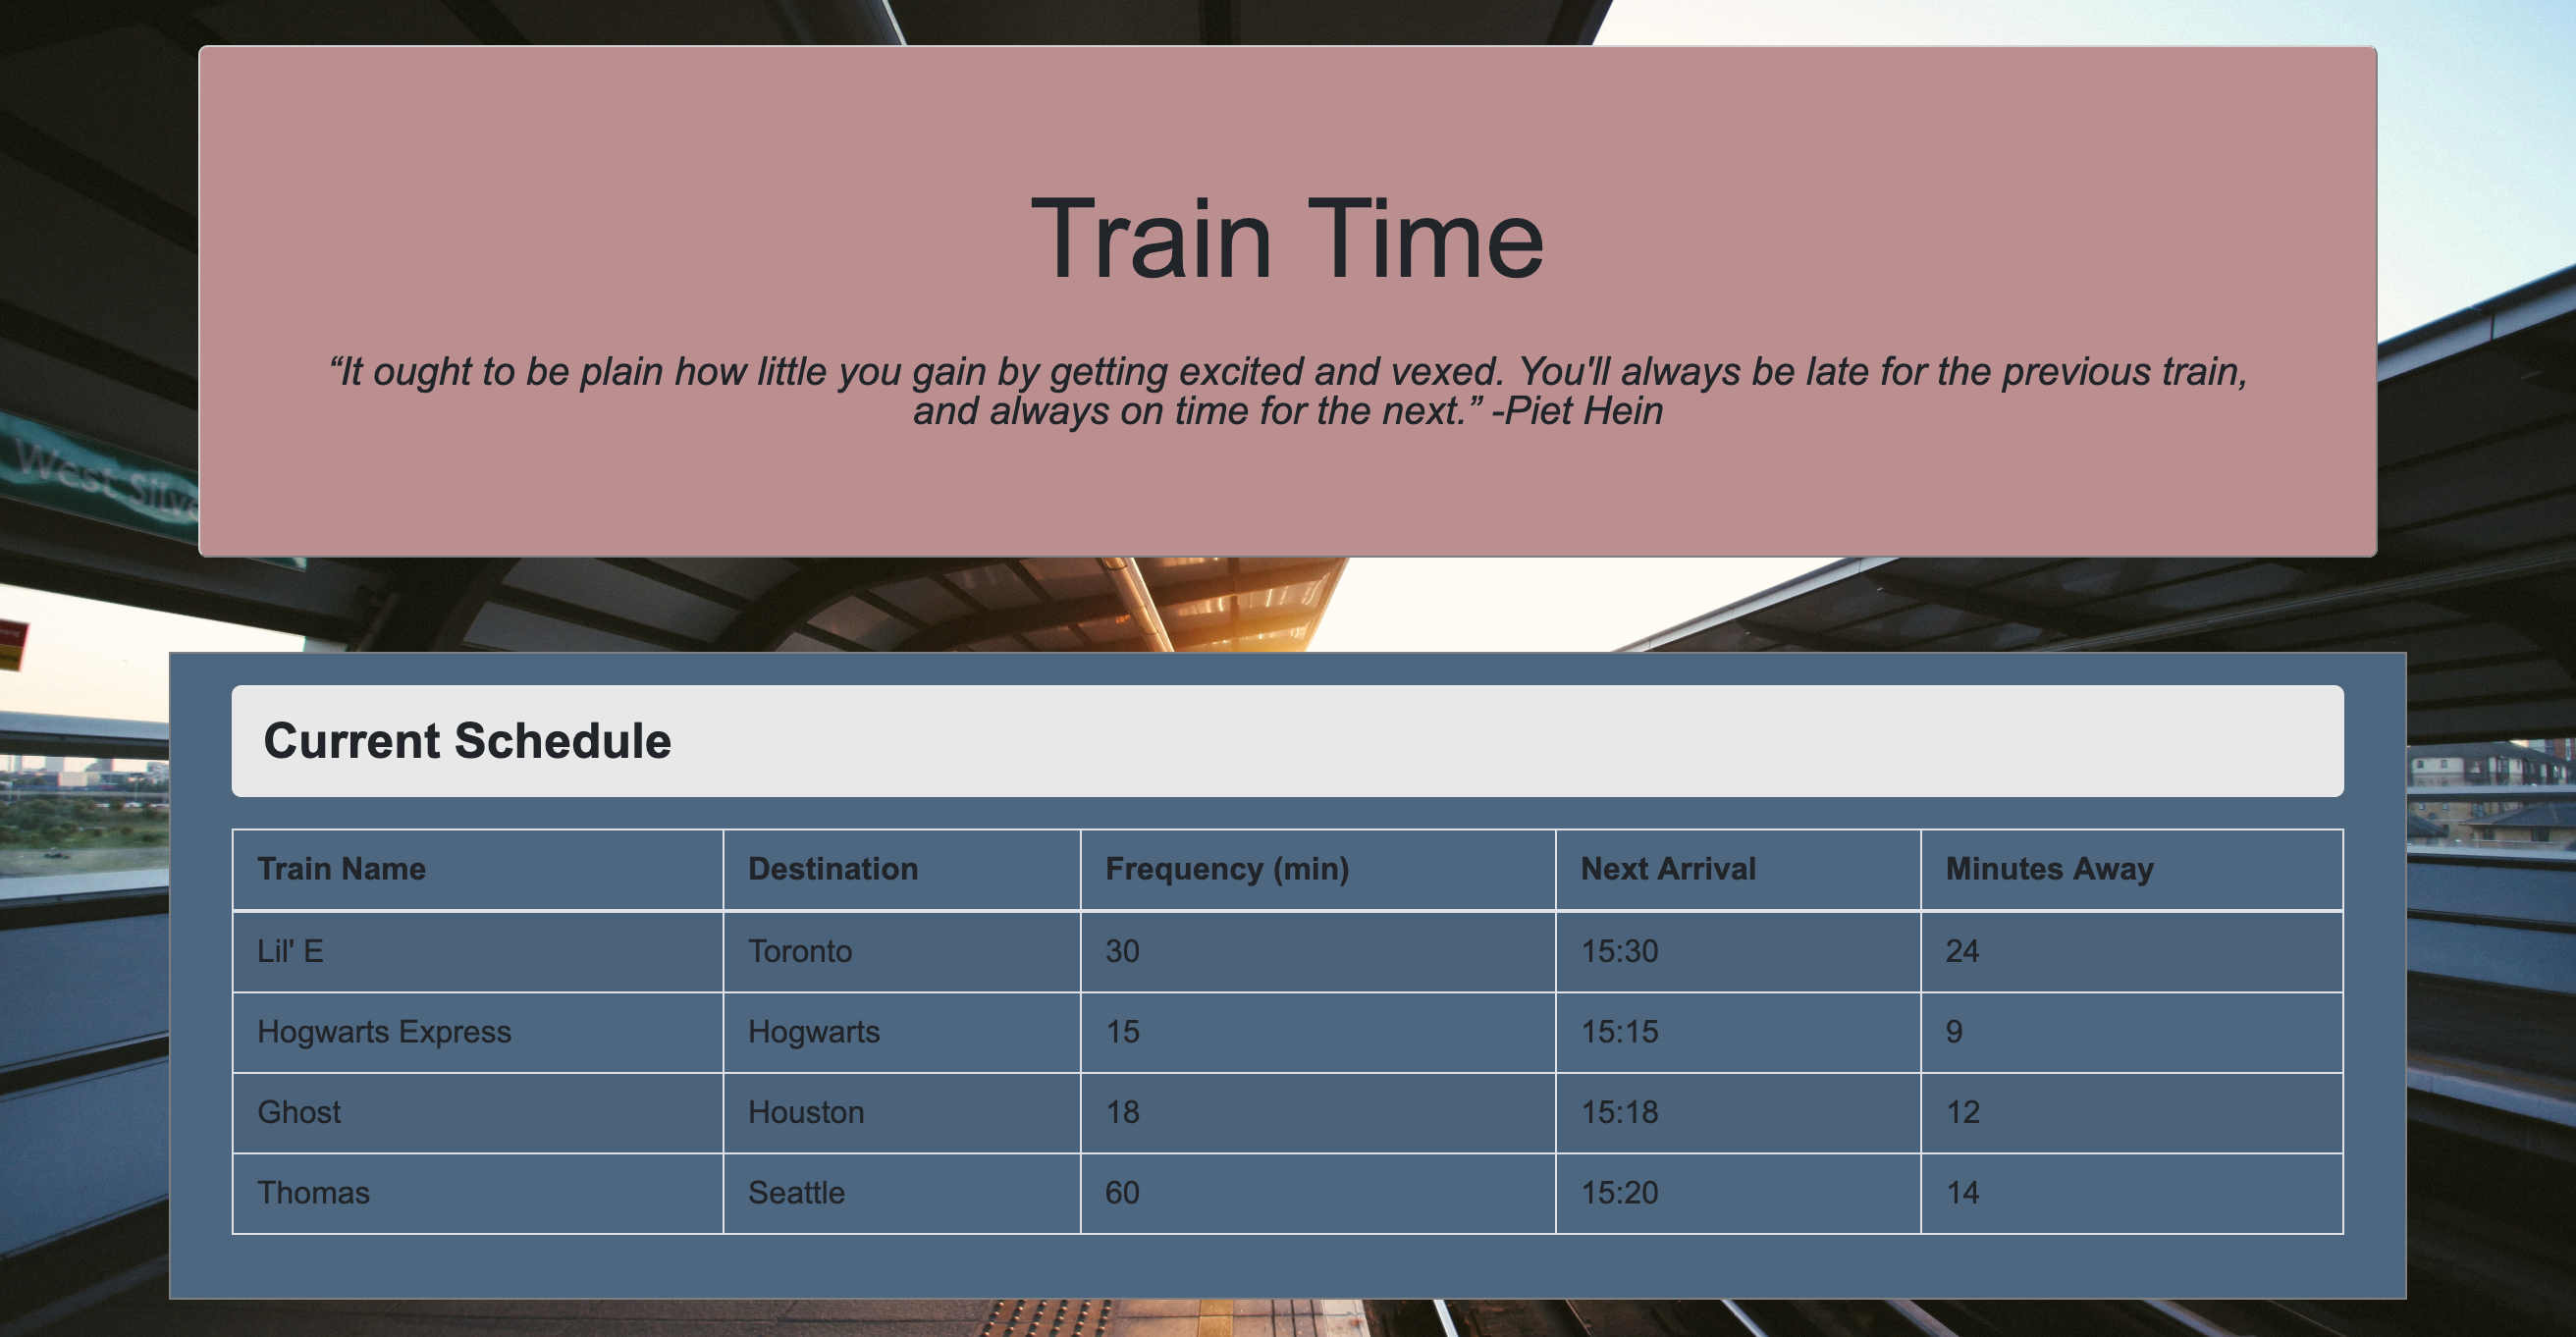 Train Time
“It ought to be plain how little you gain by getting excited and vexed. You'll always be late for the previous train,
and always on time for the next.” -Piet Hein
West
Current Schedule
Train Name Destination Frequency (min) Next Arrival Minutes Away
Lil' E Toronto 30 15:30 24
Hogwarts Express Hogwarts 15 15:15 9
Ghost Houston 18 15:18 12
Thomas Seattle 60 15:20 14